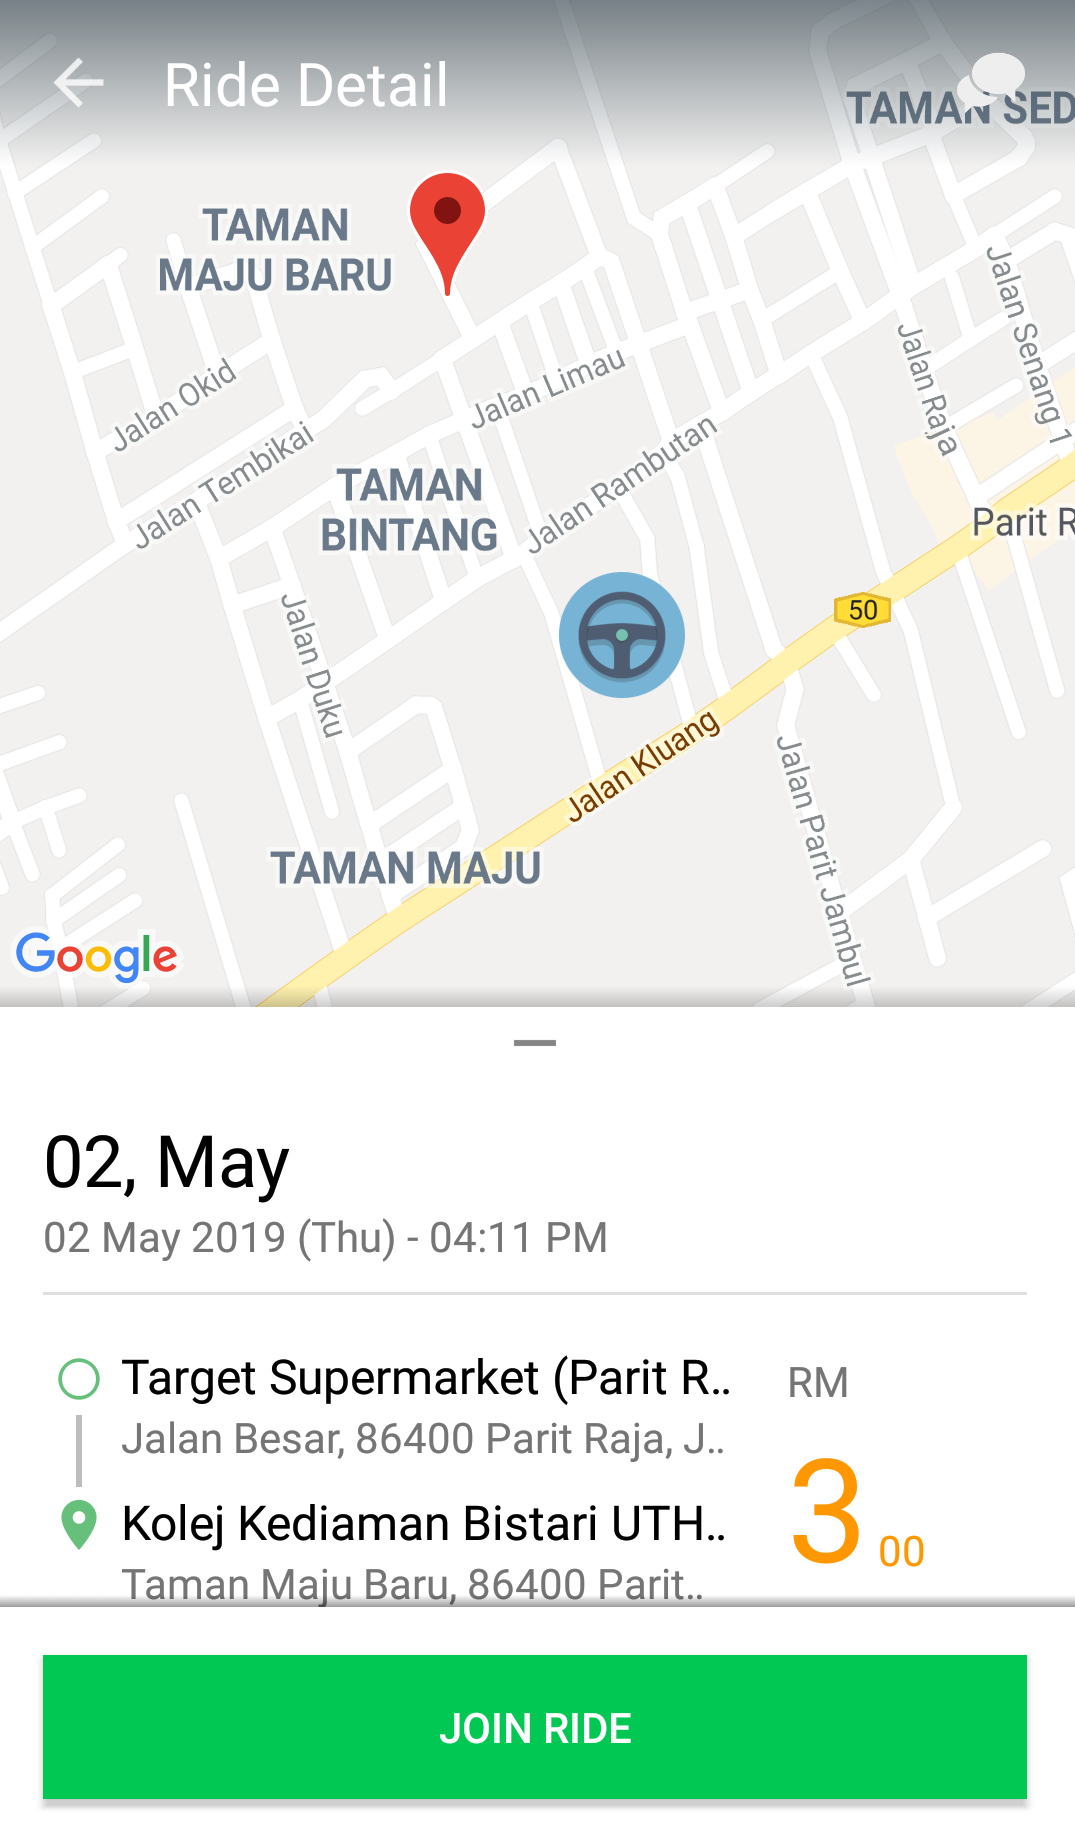 Ride Detail
TAMAN SED
TAMAN
MAJU BARU
Jalan Senang 1
Jalan Raja
Jalan Okid
Jalan Limau
Jalan Tembikai
TAMAN
BINTANG
Jalan Rambutan
Parit R
50
Jalan Duku
Jalan Kluang
Jalan Parit Jambul
TAMAN MAJU
Google
02, May
02 May 2019 (Thu) - 04:11 PM
Target Supermarket (Parit R..
RM
Jalan Besar, 86400 Parit Raja, J..
3 00
Kolej Kediaman Bistari UTH..
Taman Maju Baru, 86400 Parit..
JOIN RIDE